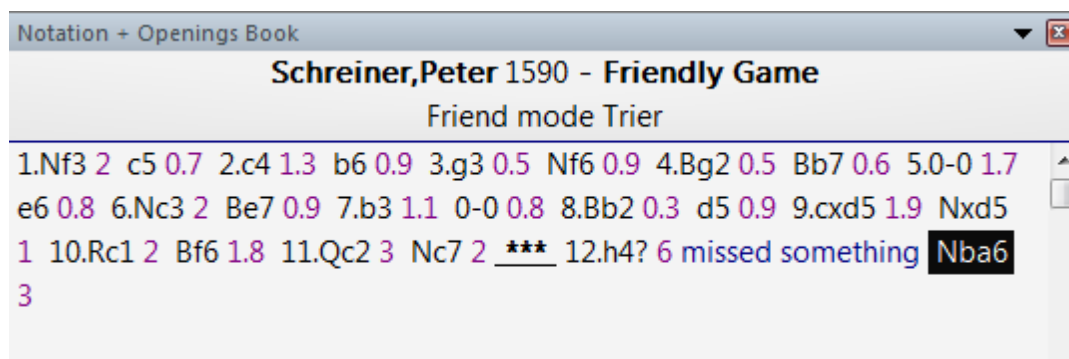 Notation + Openings Book
Schreiner,Peter 1590 - Friendly Game
Friend mode Trier
1.Nf3 2 c5 0.7 2.c4 1.3 b6 0.9 3.g3 0.5 Nf6 0.9 4.Bg2 0.5 Bb7 0.6 5.0-0 1.7
e6 0.8 6.Nc3 2 Be7 0.9 7.b3 1.1 0-0 0.8 8.Bb2 0.3 d5 0.9 9.cxd5 1.9 Nxd5
1 10.Rc1 2 Bf6 1.8 11.Qc2 3 Nc7 2 *** 12.h4? 6 missed something Nba6
3